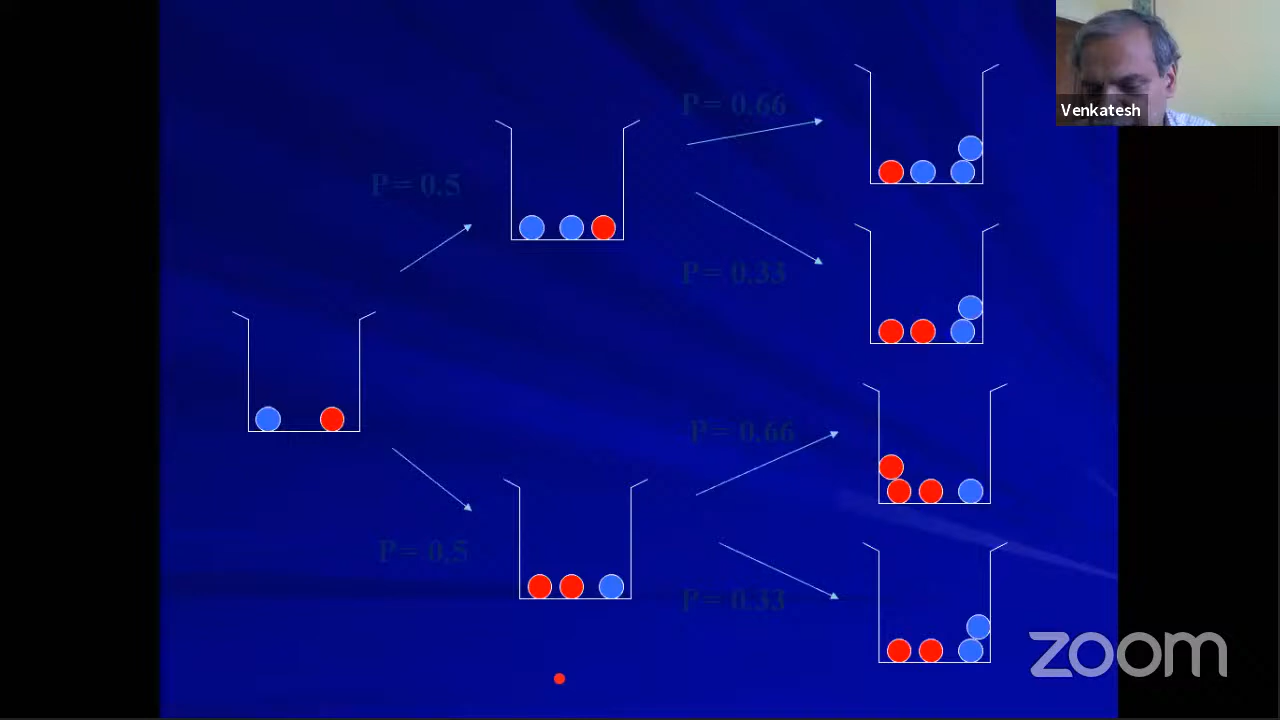 P = 0.66
Venkatesh
P = 0.5
P = 0.33
P = 0.66
P = 0.5
P = 0.33
zoom